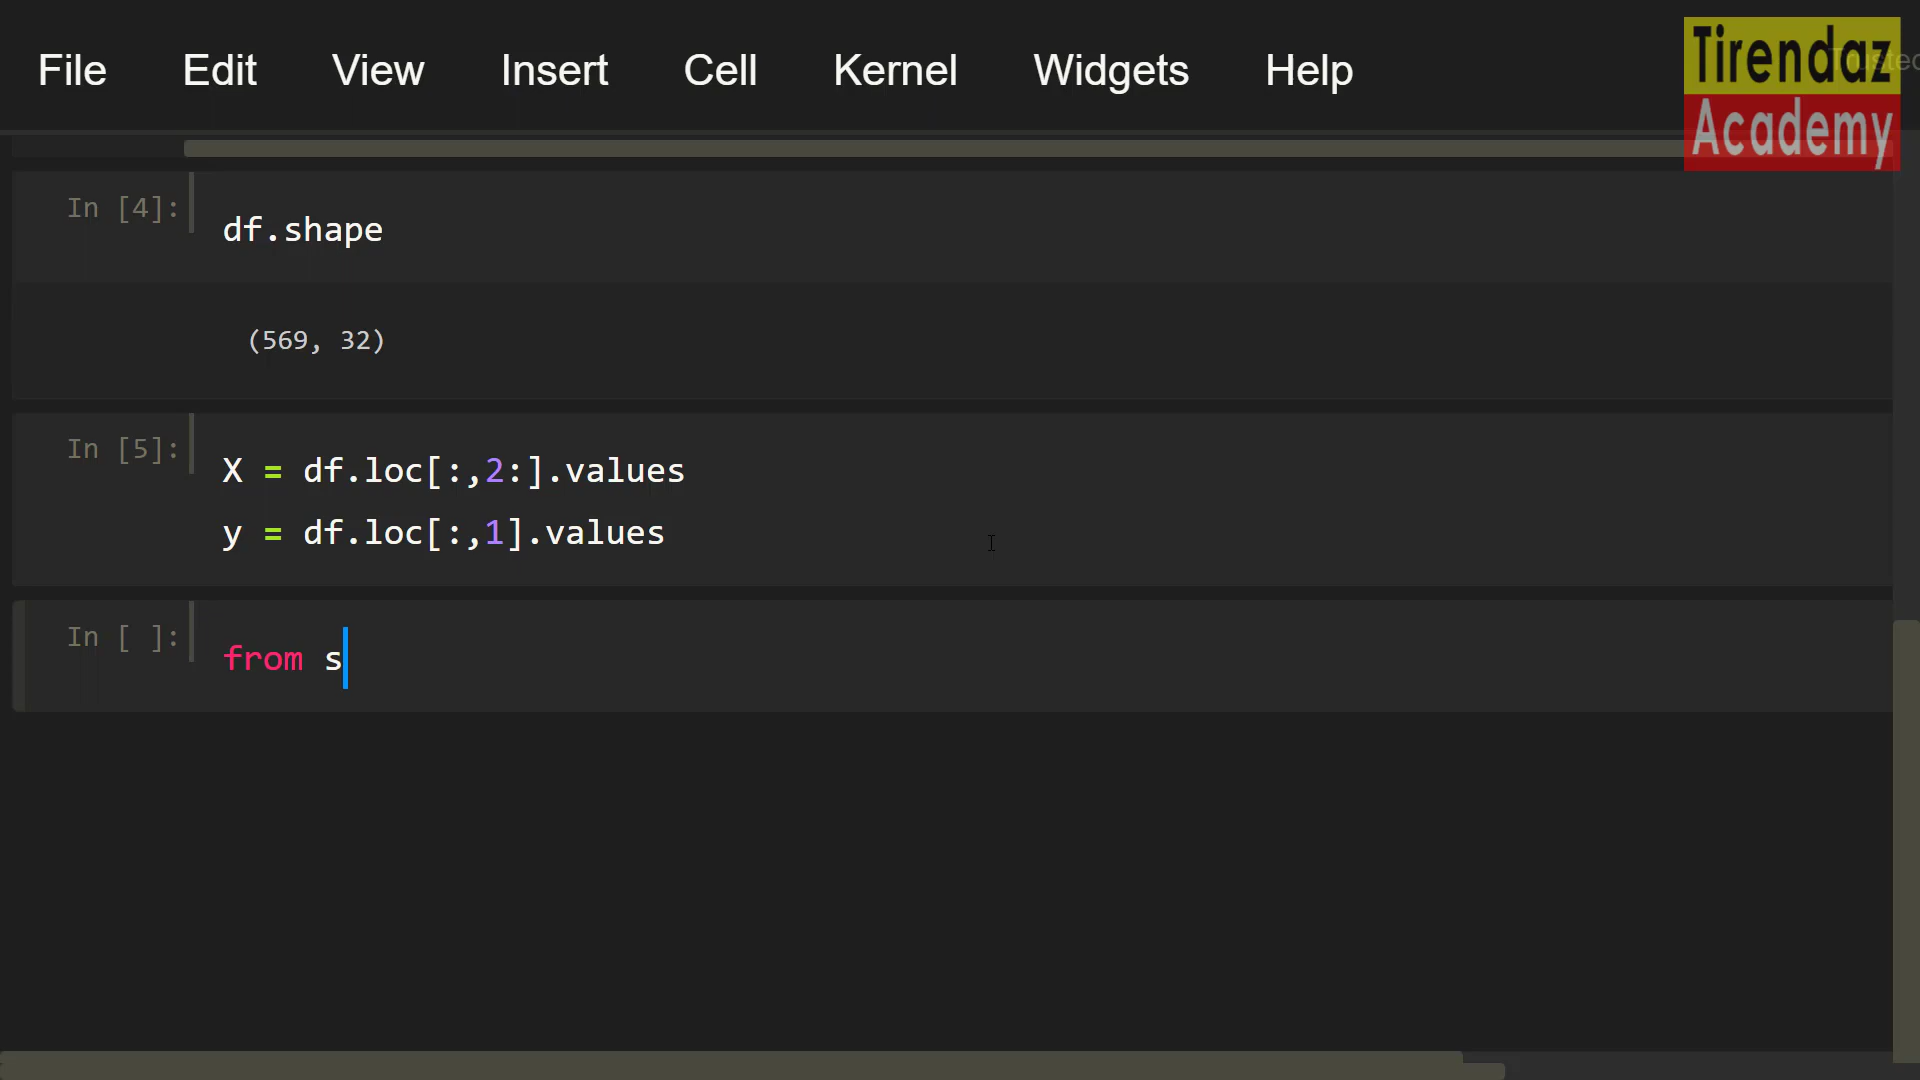 File Edit View Insert Cell Kernel Widgets Help
Tirendaz
Academy
In [4]:
df.shape
(569, 32)
In [5]:
X = df.loc[:,2:].values
y = df.loc[:,1].values
In [ ]:
from s